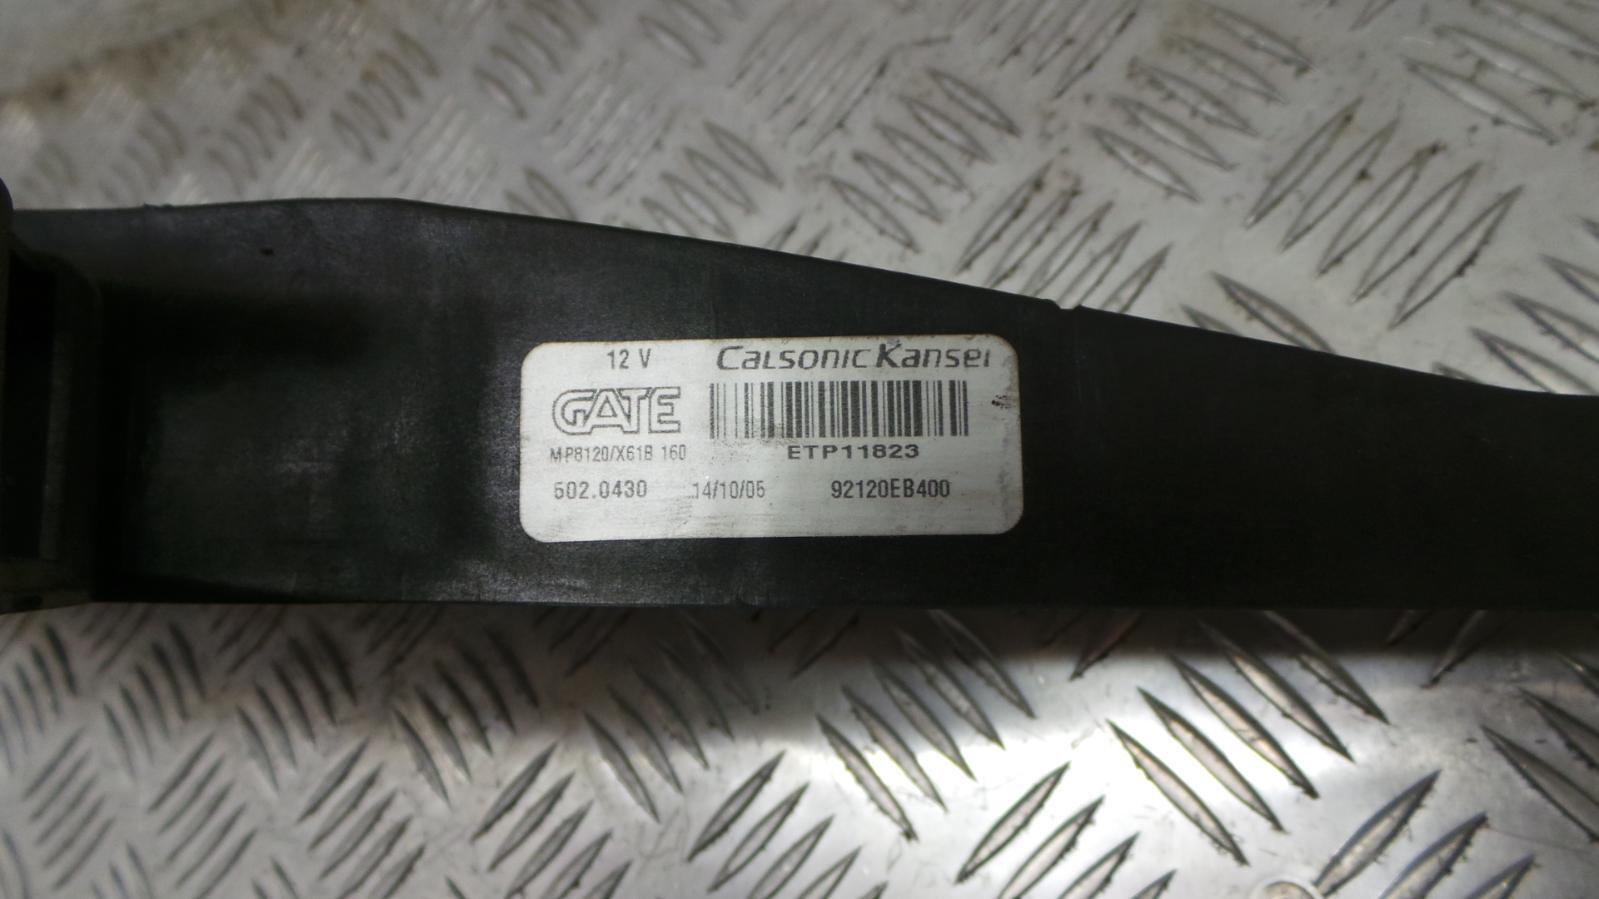 12 V Calsonic Kansei
GATE
MP8120/X61B 160 ETP11823
502.0430 14/10/05 92120EB400